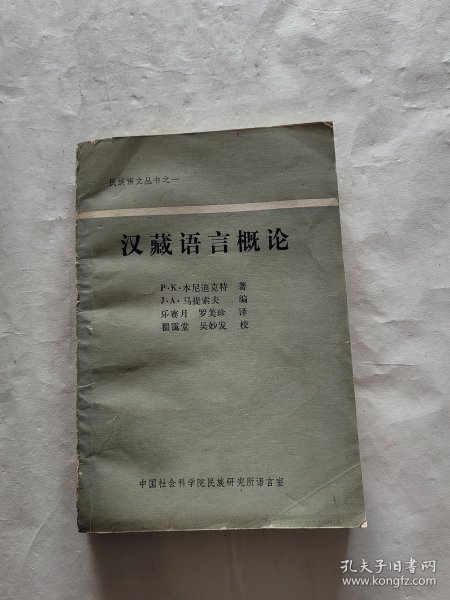 民族语文丛书之一
汉藏语言概论
P·K·本尼迪克特 著
J·A·马提索夫 编
乐赛月 罗美珍 译
瞿霭堂 吴妙发 校
中国社会科学院民族研究所语言室
孔夫子旧书网
www.kongfz.com